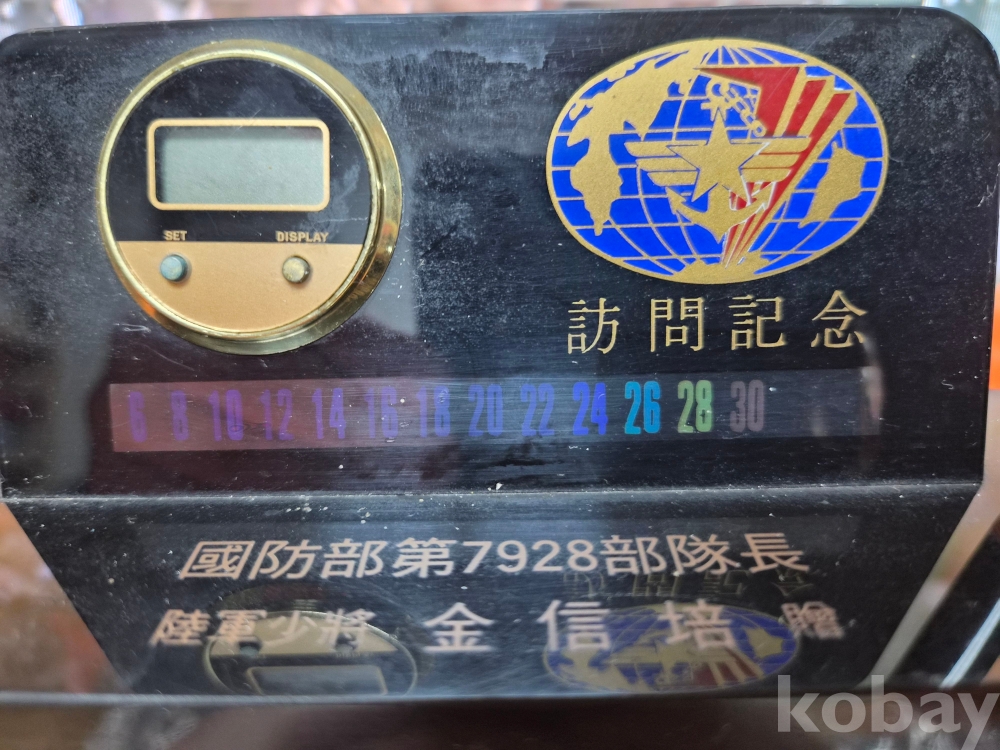 SET DISPLAY
訪問記念
6 8 10 12 14 16 18 20 22 24 26 28 30
國防部第7928部隊長
陸軍少將 金信培 贈
kobay